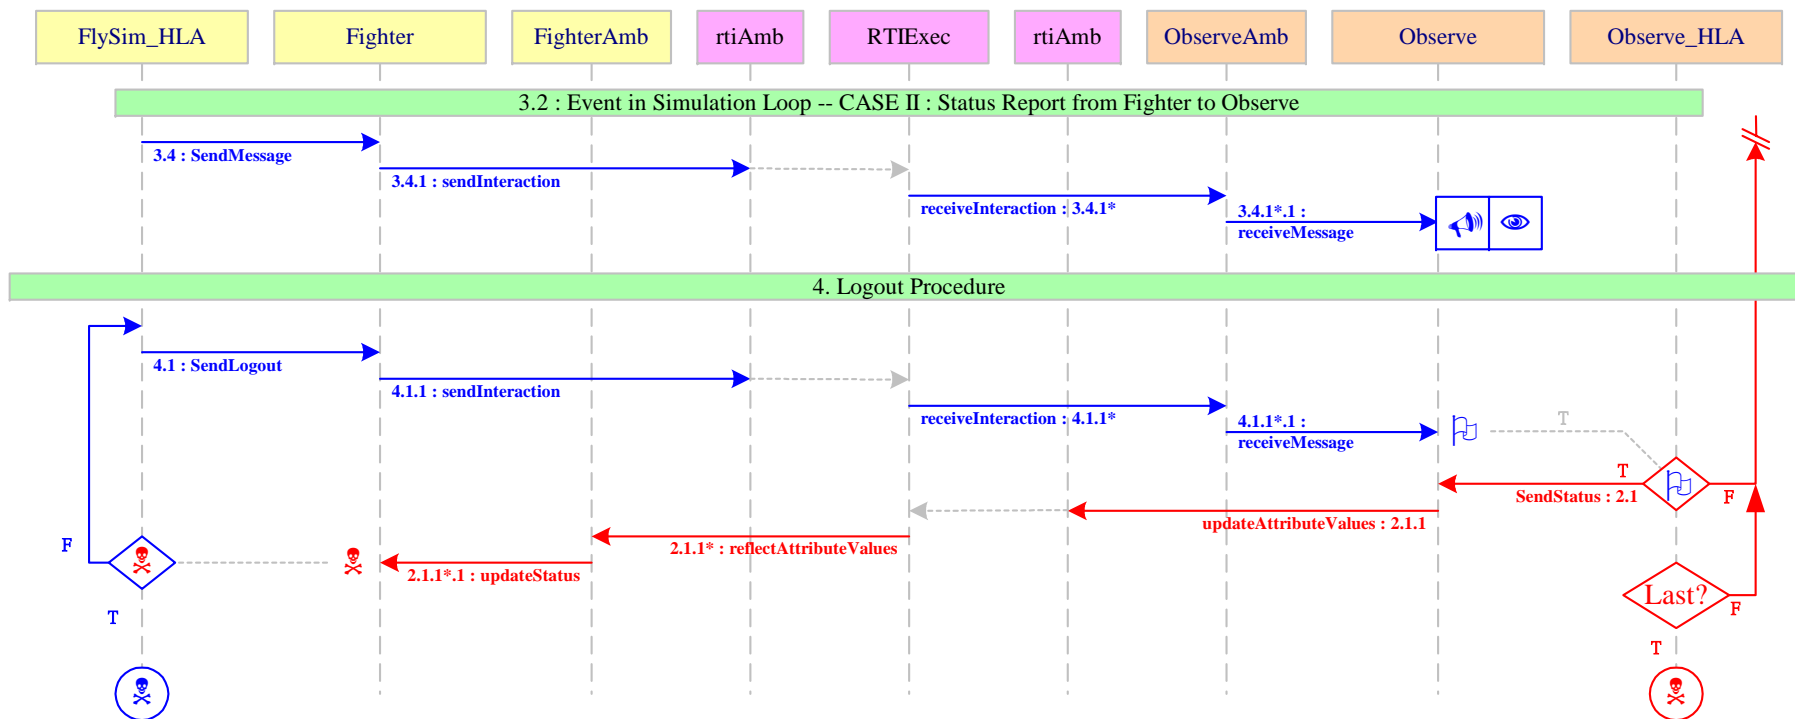 FlySim_HLA
Fighter
FighterAmb
rtiAmb
RTIExec
rtiAmb
ObserveAmb
Observe
Observe_HLA
3.2 : Event in Simulation Loop -- CASE II : Status Report from Fighter to Observe
3.4 : SendMessage
3.4.1 : sendInteraction
receiveInteraction : 3.4.1*
3.4.1*.1 :
receiveMessage
4. Logout Procedure
4.1 : SendLogout
4.1.1 : sendInteraction
receiveInteraction : 4.1.1*
4.1.1*.1 :
receiveMessage
T
T
SendStatus : 2.1
F
updateAttributeValues : 2.1.1
2.1.1* : reflectAttributeValues
F
2.1.1*.1 : updateStatus
Last?
F
T
T